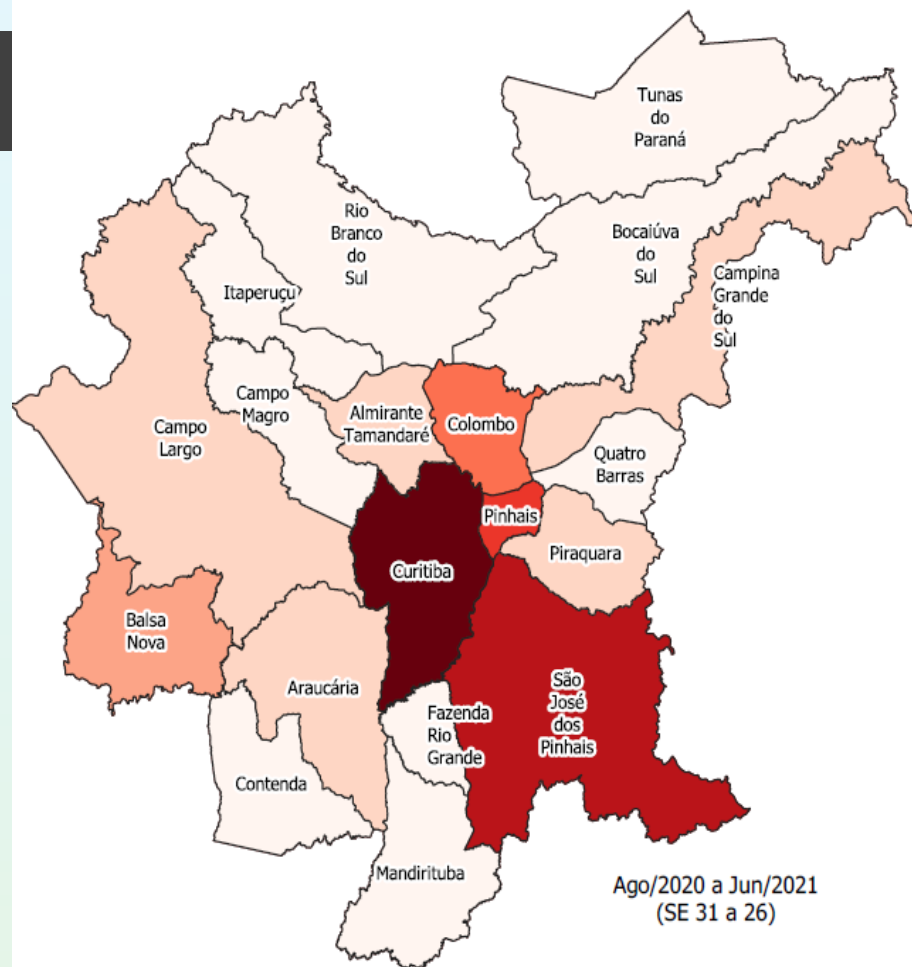 Tunas
do
Paraná
Rio
Branco
do
Sul
Bocaiúva
do
Sul
Itaperuçu
Campina
Grande
do
Sul
Campo
Magro
Almirante
Tamandaré
Colombo
Campo
Largo
Quatro
Barras
Pinhais
Piraquara
Curitiba
Balsa
Nova
Araucária
São
José
dos
Pinhais
Fazenda
Rio
Grande
Contenda
Mandirituba
Ago/2020 a Jun/2021
(SE 31 a 26)